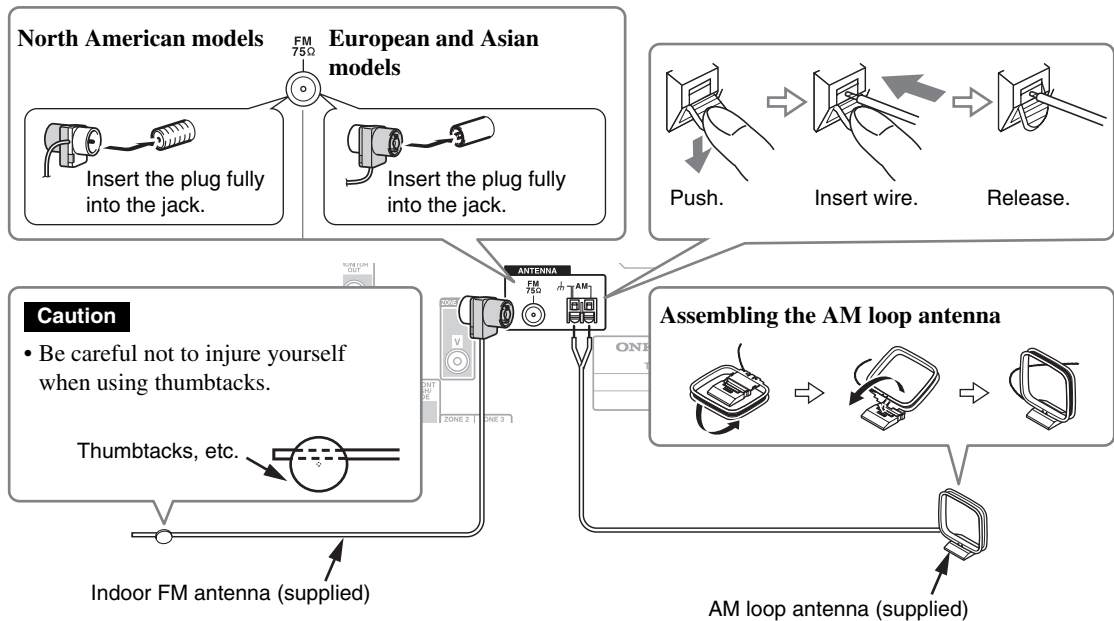 North American models
FM
75Ω
European and Asian
models
Insert the plug fully
into the jack.
Insert the plug fully
into the jack.
Push.
Insert wire.
Release.
OUT
ANTENNA
FM
75Ω
AM
ZONE
V
ZONE 2
ZONE 3
Caution
• Be careful not to injure yourself
when using thumbtacks.
Thumbtacks, etc.
Assembling the AM loop antenna
Indoor FM antenna (supplied)
AM loop antenna (supplied)